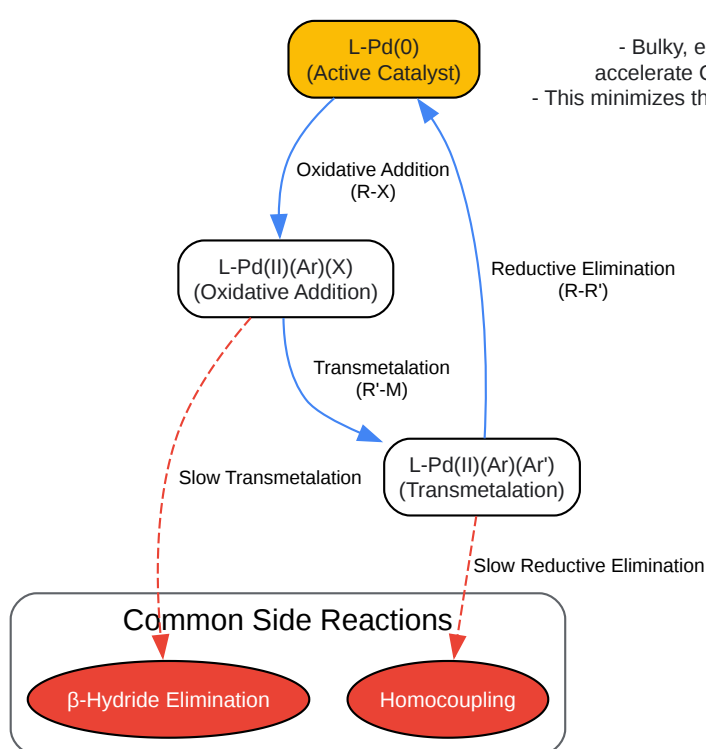 L-Pd(0)
(Active Catalyst)
- Bulky, e
accelerate
- This minimizes
Oxidative Addition
(R-X)
L-Pd(II)(Ar)(X)
(Oxidative Addition)
Reductive Elimination
(R-R')
Transmetalation
(R'-M)
L-Pd(II)(Ar)(Ar')
(Transmetalation)
Slow Transmetalation
Slow Reductive Elimination
Common Side Reactions
β-Hydride Elimination
Homocoupling